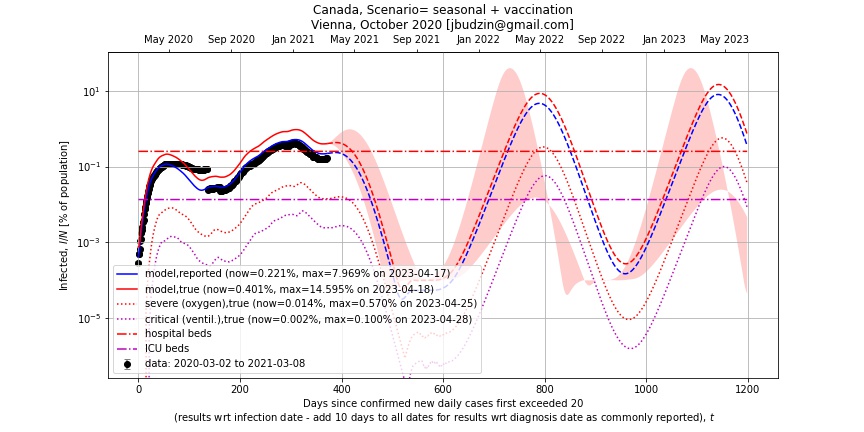 Canada, Scenario= seasonal + vaccination
Vienna, October 2020 [jbudzin@gmail.com]
May 2020 Sep 2020 Jan 2021 May 2021 Sep 2021 Jan 2022 May 2022 Sep 2022 Jan 2023 May 2023
10¹
10⁻¹
10⁻³
10⁻⁵
Infected, I/N [% of population]
model,reported (now=0.221%, max=7.969% on 2023-04-17)
model,true (now=0.401%, max=14.595% on 2023-04-18)
severe (oxygen),true (now=0.014%, max=0.570% on 2023-04-25)
critical (ventil.),true (now=0.002%, max=0.100% on 2023-04-28)
hospital beds
ICU beds
data: 2020-03-02 to 2021-03-08
0 200 400 600 800 1000 1200
Days since confirmed new daily cases first exceeded 20
(results wrt infection date - add 10 days to all dates for results wrt diagnosis date as commonly reported), t